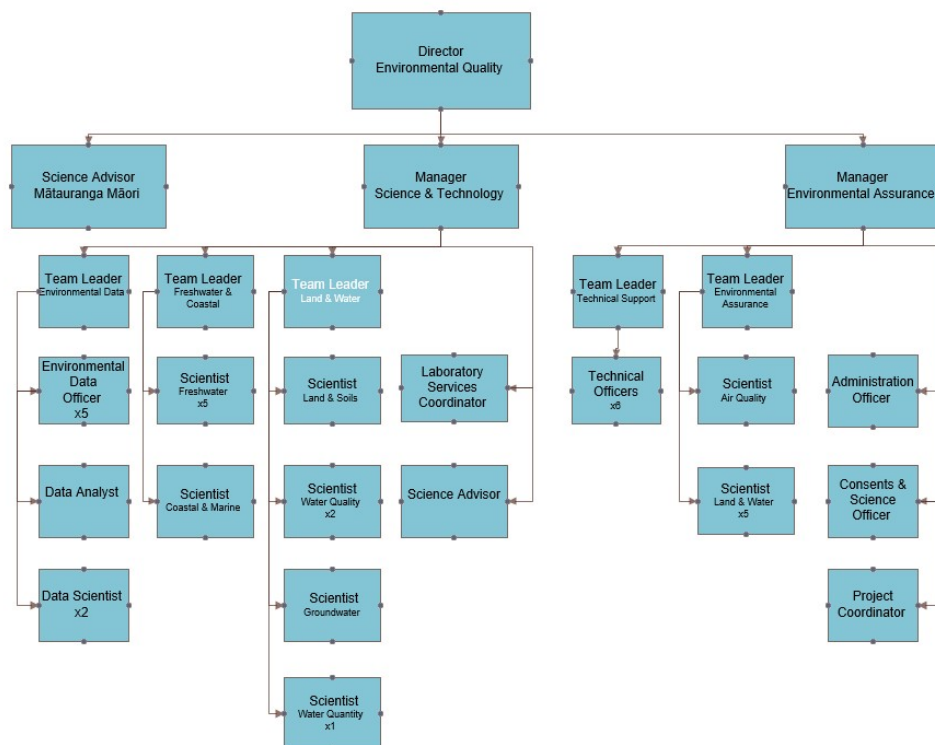 Director
Environmental Quality
Science Advisor
Mātauranga Māori
Manager
Science & Technology
Manager
Environmental Assurance
Team Leader
Environmental Data
Team Leader
Freshwater &
Coastal
Team Leader
Land & Water
Team Leader
Technical Support
Team Leader
Environmental
Assurance
Environmental
Data
Officer
x5
Scientist
Freshwater
x5
Scientist
Land & Soils
Laboratory
Services
Coordinator
Technical
Officers
x6
Scientist
Air Quality
Administration
Officer
Data Analyst
Scientist
Coastal & Marine
Scientist
Water Quality
x2
Science Advisor
Scientist
Land & Water
x5
Consents &
Science
Officer
Data Scientist
x2
Scientist
Groundwater
Project
Coordinator
Scientist
Water Quantity
x1